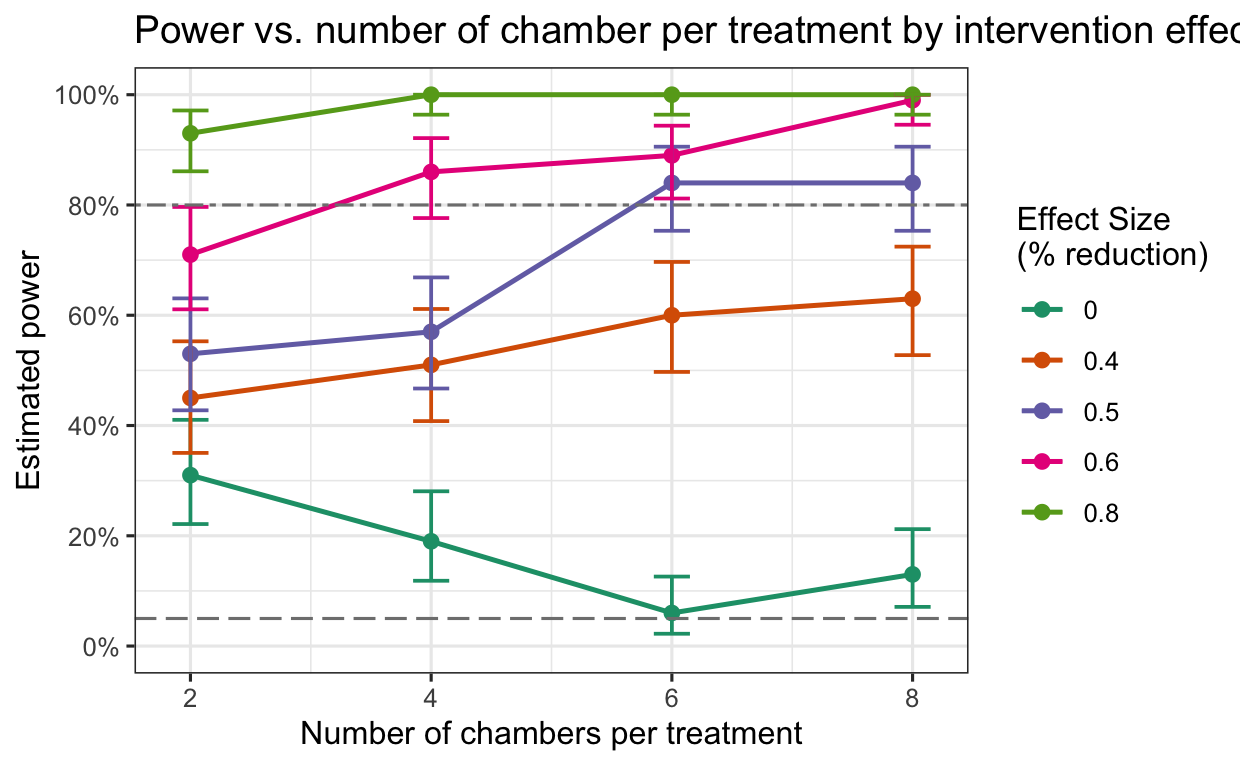 Power vs. number of chamber per treatment by intervention effec
100%
80%
60%
40%
20%
0%
Estimated power
2 4 6 8
Number of chambers per treatment
Effect Size
(% reduction)
0
0.4
0.5
0.6
0.8